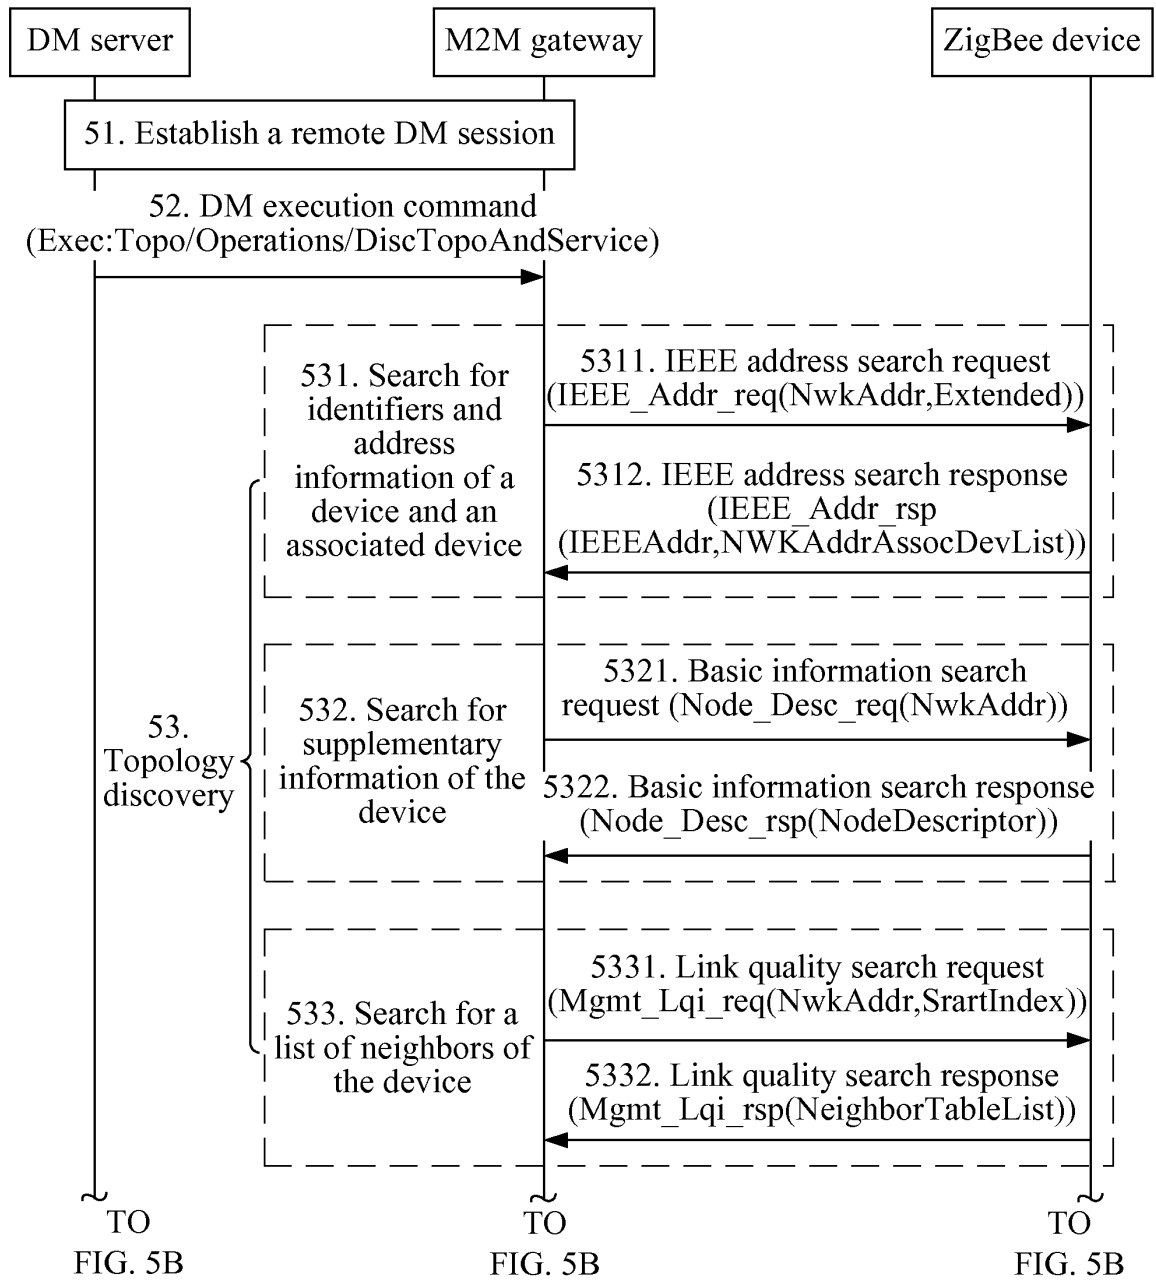 DM server
M2M gateway
ZigBee device
51. Establish a remote DM session
52. DM execution command
(Exec:Topo/Operations/DiscTopoAndService)
53.
Topology
discovery
531. Search for
identifiers and
address
information of a
device and an
associated device
5311. IEEE address search request
(IEEE_Addr_req(NwkAddr,Extended))
5312. IEEE address search response
(IEEE_Addr_rsp
(IEEEAddr,NWKAddrAssocDevList))
532. Search for
supplementary
information of the
device
5321. Basic information search
request (Node_Desc_req(NwkAddr))
5322. Basic information search response
(Node_Desc_rsp(NodeDescriptor))
533. Search for a
list of neighbors of
the device
5331. Link quality search request
(Mgmt_Lqi_req(NwkAddr,SrartIndex))
5332. Link quality search response
(Mgmt_Lqi_rsp(NeighborTableList))
TO
FIG. 5B
TO
FIG. 5B
TO
FIG. 5B